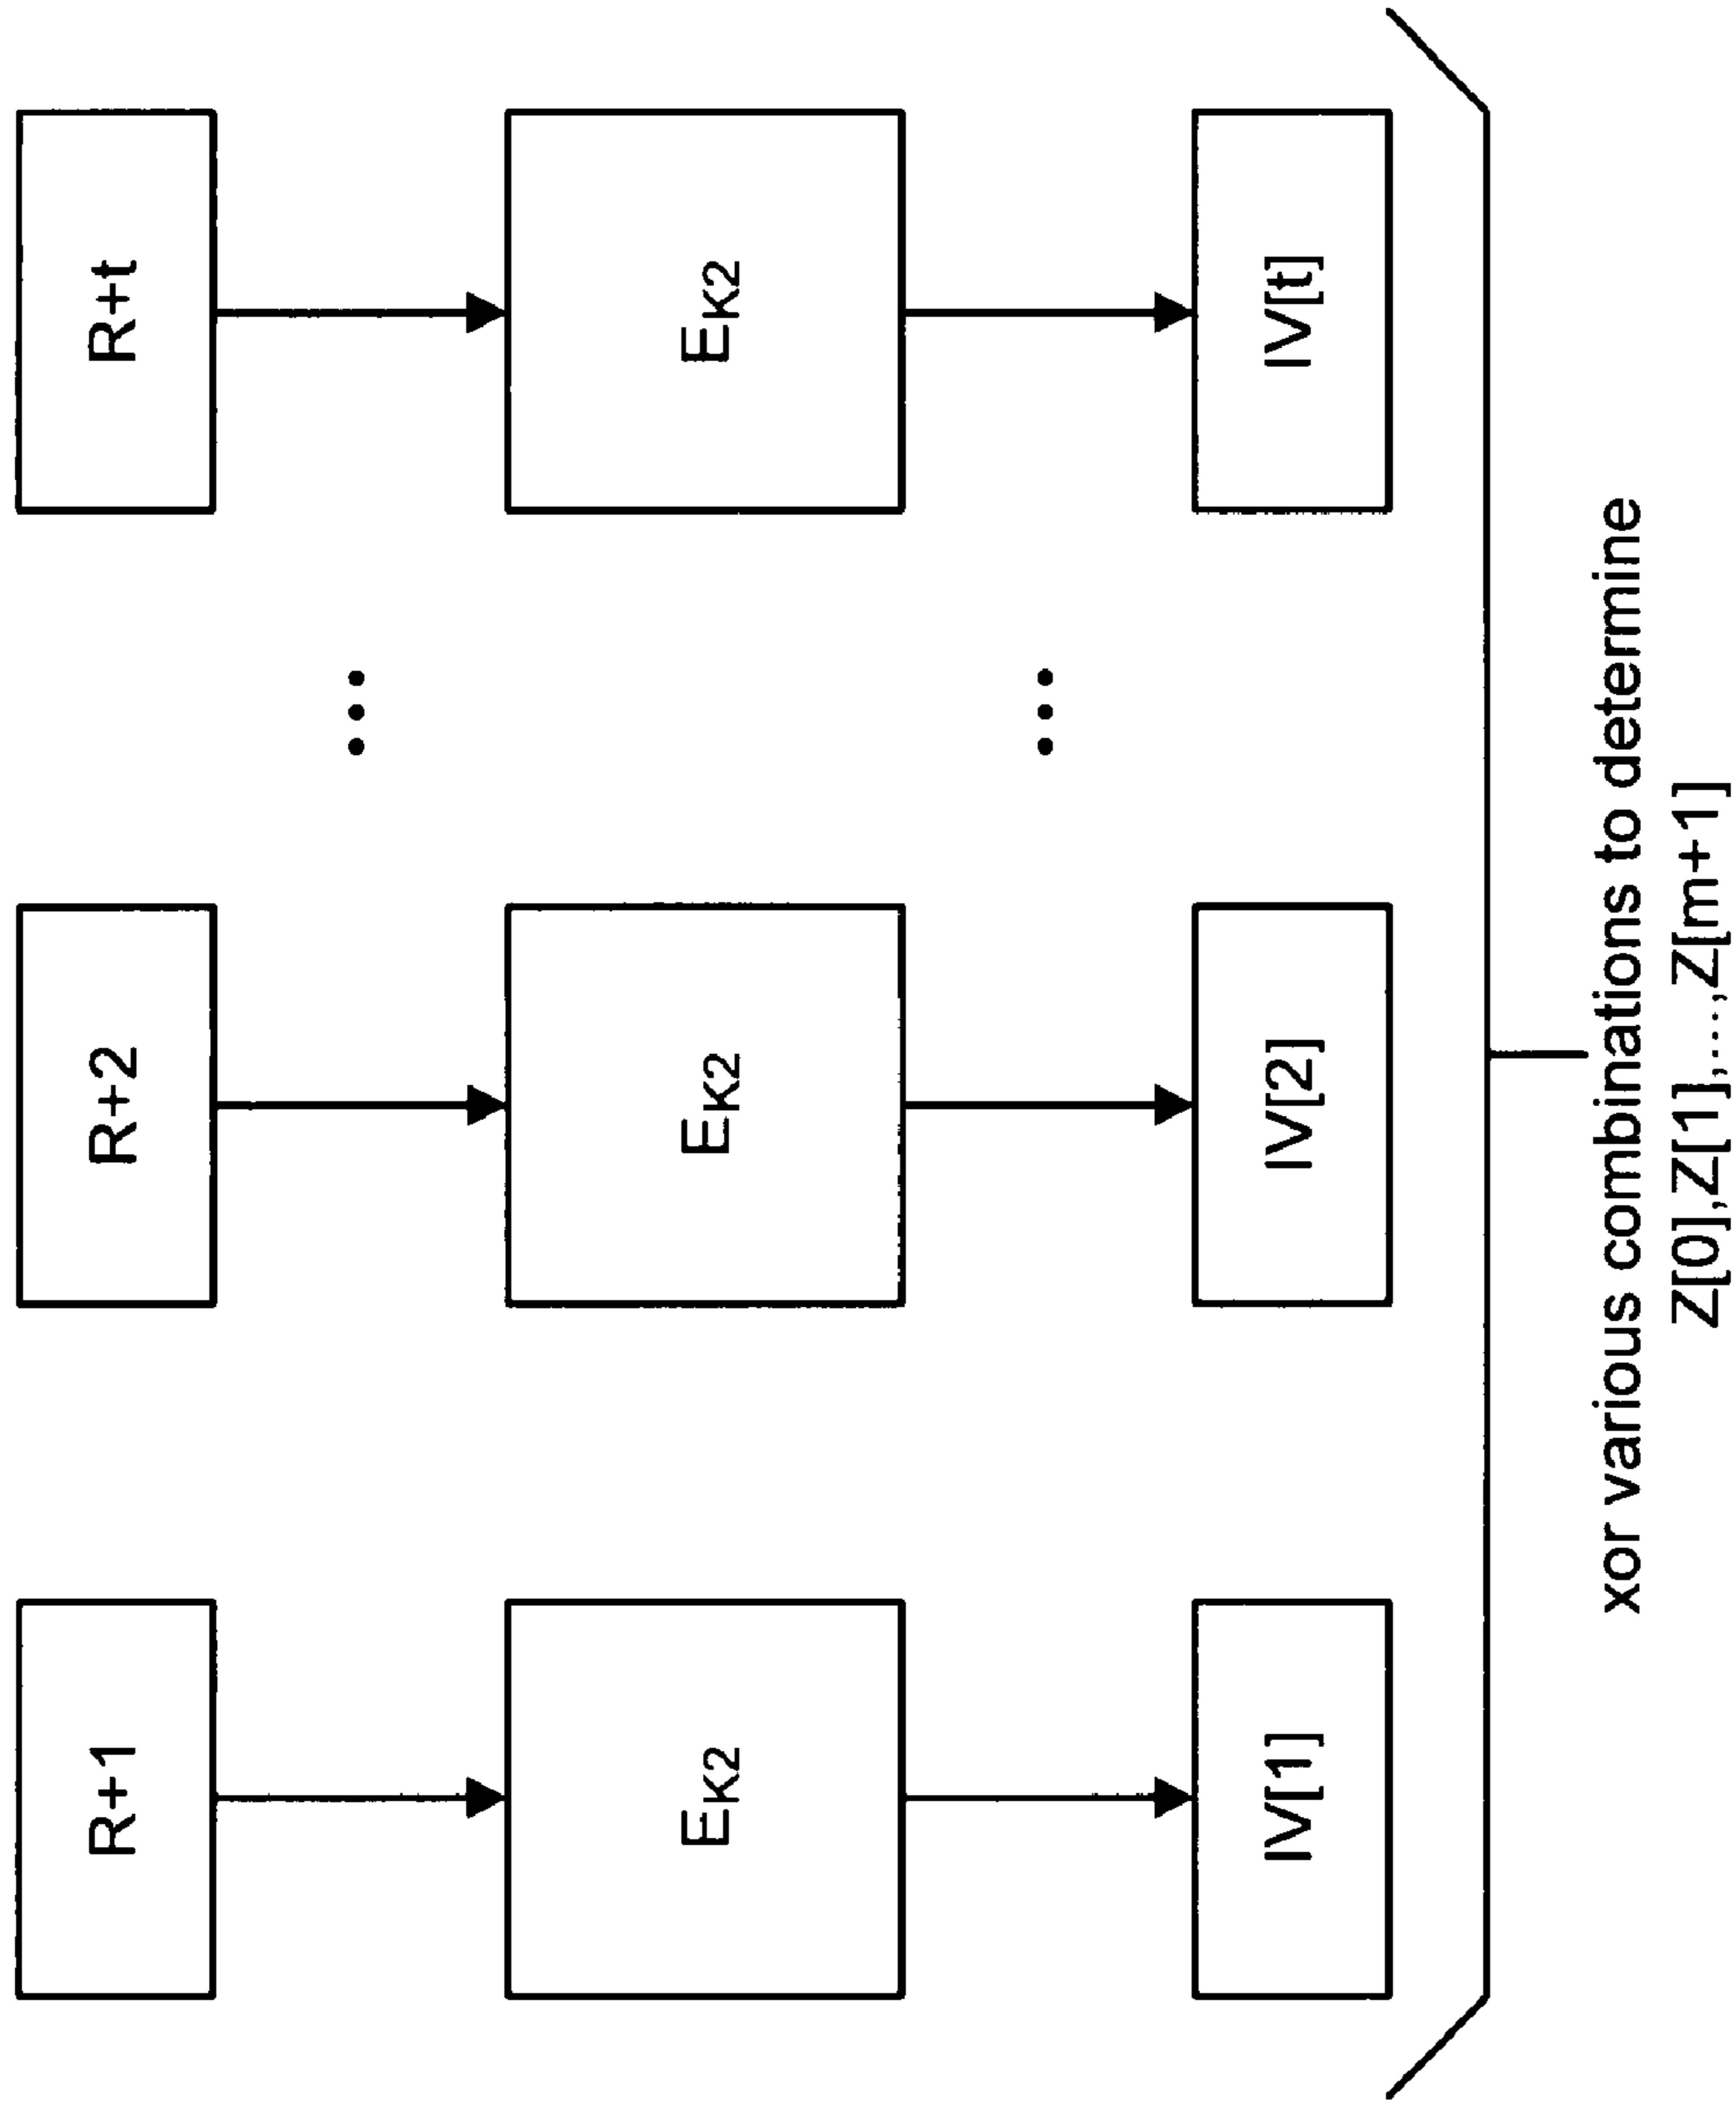 R+1
R+2
R+t
EK2
EK2
EK2
... 
IV[1]
IV[2]
...
IV[t]
xor various combinations to determine
Z[0],Z[1],...,Z[m+1]